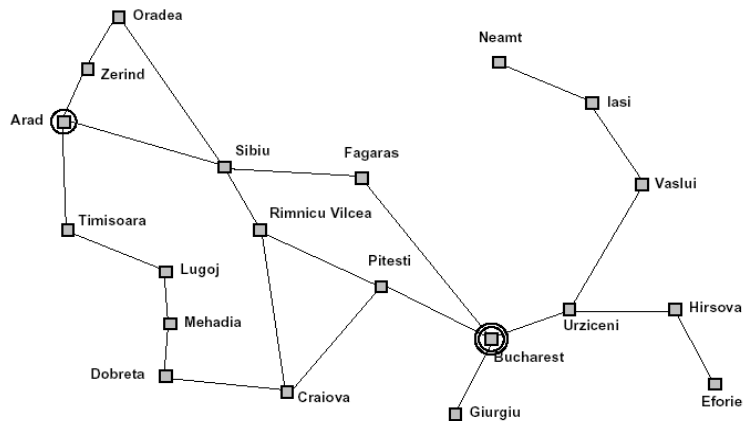 Oradea
Neamt
Zerind
Iasi
Arad
Sibiu
Fagaras
Vaslui
Rimnicu Vilcea
Timisoara
Pitesti
Lugoj
Hirsova
Mehadia
Urziceni
Bucharest
Dobreta
Craiova
Eforie
Giurgiu